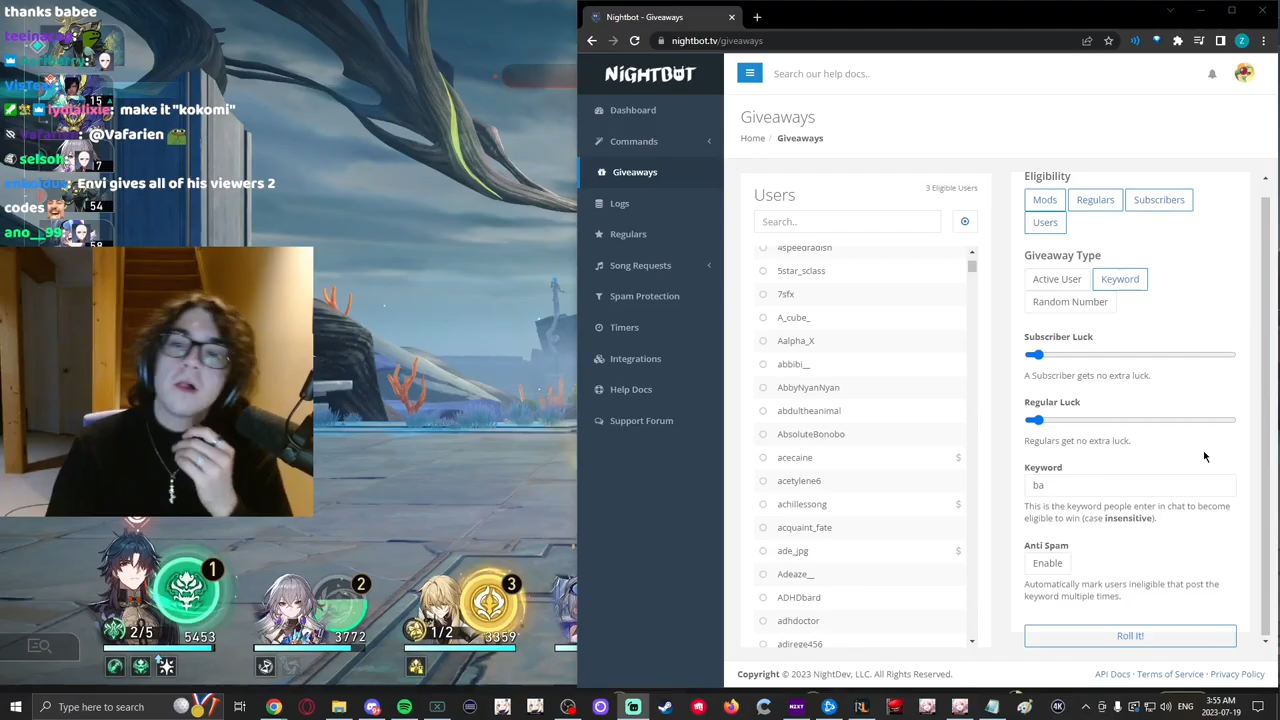 thanks babee
15
lydialixie: make it "kokomi"
vafarien: @Vafarien
selsoh:
Envi gives all of his viewers 2
codes
54
ano__99:
1
2/5
5453
2
3772
3
1/2
3359
Nightbot - Giveaways
nightbot.tv/giveaways
NIGHTBOT
Search our help docs..
Dashboard
Commands
Giveaways
Logs
Regulars
Song Requests
Spam Protection
Timers
Integrations
Help Docs
Support Forum
Giveaways
Home / Giveaways
Users
3 Eligible Users
Search..
4speedradish
5star_sclass
7sfx
A_cube_
Aalpha_X
abbibi__
AbbyNyanNyan
abdultheanimal
AbsoluteBonobo
acecaine $
acetylene6
achillessong $
acquaint_fate
ade_jpg $
Adeaze__
ADHDbard
adhdoctor
adirege456
Eligibility
Mods Regulars Subscribers
Users
Giveaway Type
Active User Keyword
Random Number
Subscriber Luck
A Subscriber gets no extra luck.
Regular Luck
Regulars get no extra luck.
Keyword
ba
This is the keyword people enter in chat to become
eligible to win (case insensitive).
Anti Spam
Enable
Automatically mark users ineligible that post the
keyword multiple times.
Roll It!
Copyright © 2023 NightDev, LLC. All Rights Reserved.
API Docs · Terms of Service · Privacy Policy
Type here to search
ENG
3:55 AM
2023-07-19